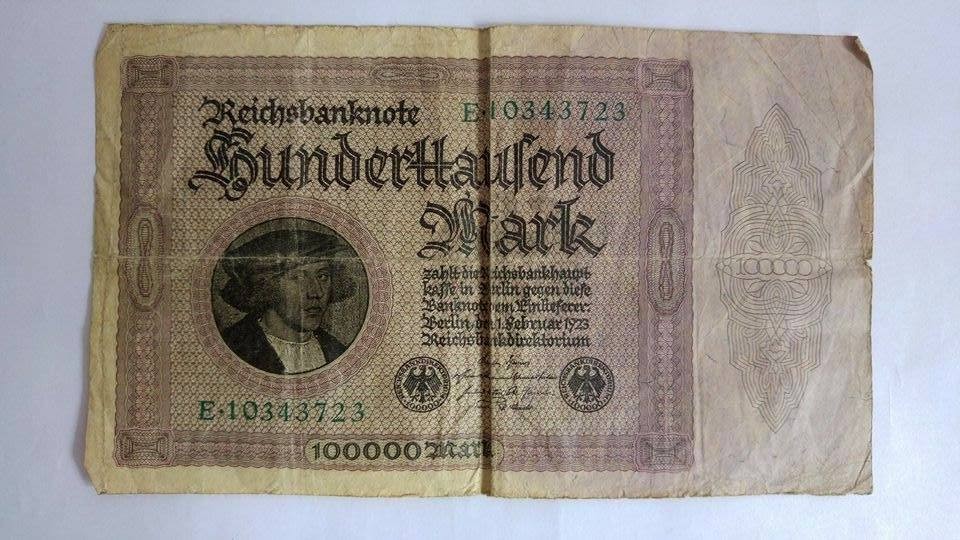 Reichsbanknote
E·10343723
Hunderttausend
Mark
zahlt die Reichsbankhaupt-
kasse in Berlin gegen diese
Banknote dem Einlieferer.
Berlin, den 1. Februar 1923
Reichsbankdirektorium
E·10343723
100000 Mark
100000